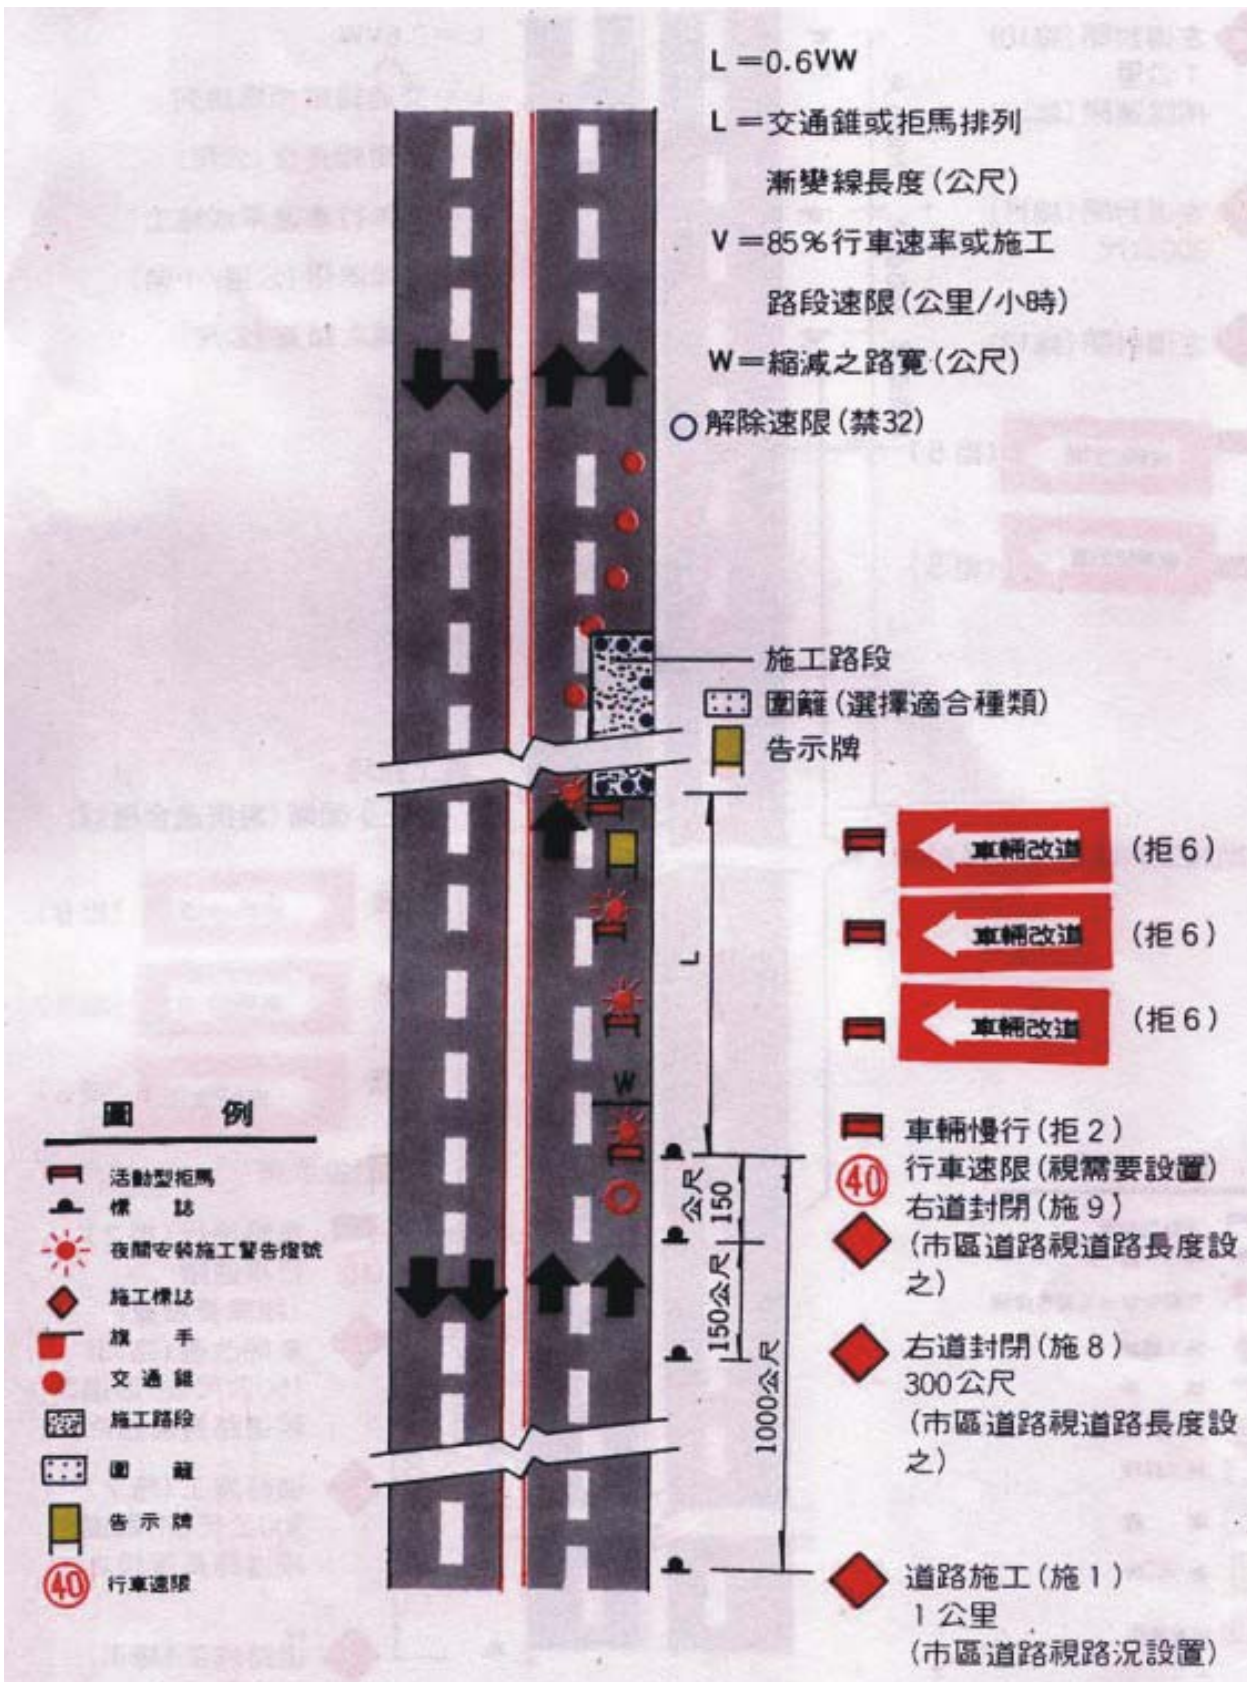 L＝0.6VW
L＝交通錐或拒馬排列
漸變線長度(公尺)
V＝85%行車速率或施工
路段速限(公里/小時)
W＝縮減之路寬(公尺)
解除速限(禁32)
施工路段
圍籬(選擇適合種類)
告示牌
車輛改道 (拒6)
車輛改道 (拒6)
車輛改道 (拒6)
L
W
車輛慢行(拒2)
40 行車速限(視需要設置)
150公尺
右道封閉(施9)
(市區道路視道路長度設
之)
150公尺
右道封閉(施8)
300公尺
(市區道路視道路長度設
之)
1000公尺
道路施工(施1)
1公里
(市區道路視路況設置)
圖 例
活動型拒馬
標 誌
夜間安裝施工警告燈號
施工標誌
旗 手
交通錐
施工路段
圍 籬
告示牌
40 行車速限